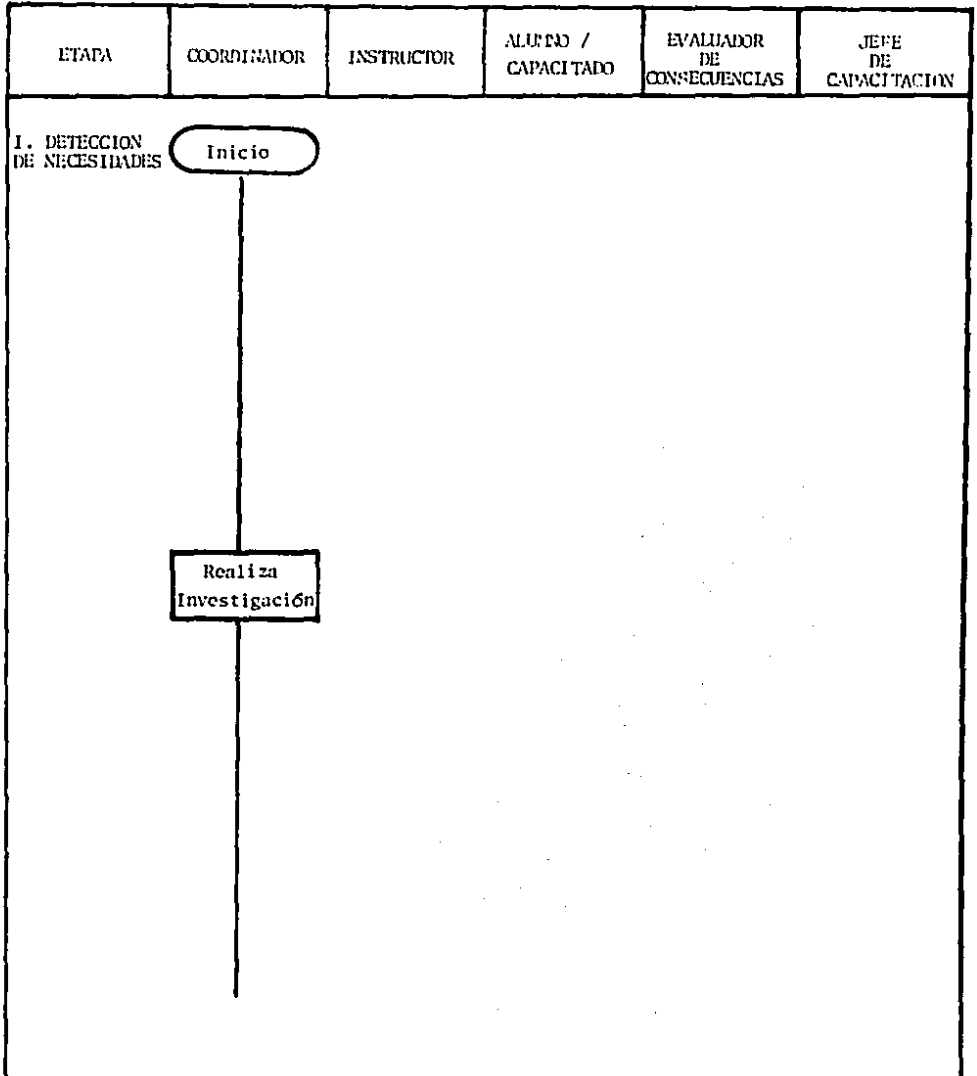 ETAPA
COORDINADOR
INSTRUCTOR
ALUMNO /
CAPACITADO
EVALUADOR
DE
CONSECUENCIAS
JEFE
DE
CAPACITACION
I. DETECCION
DE NECESIDADES
Inicio
Realiza
Investigación